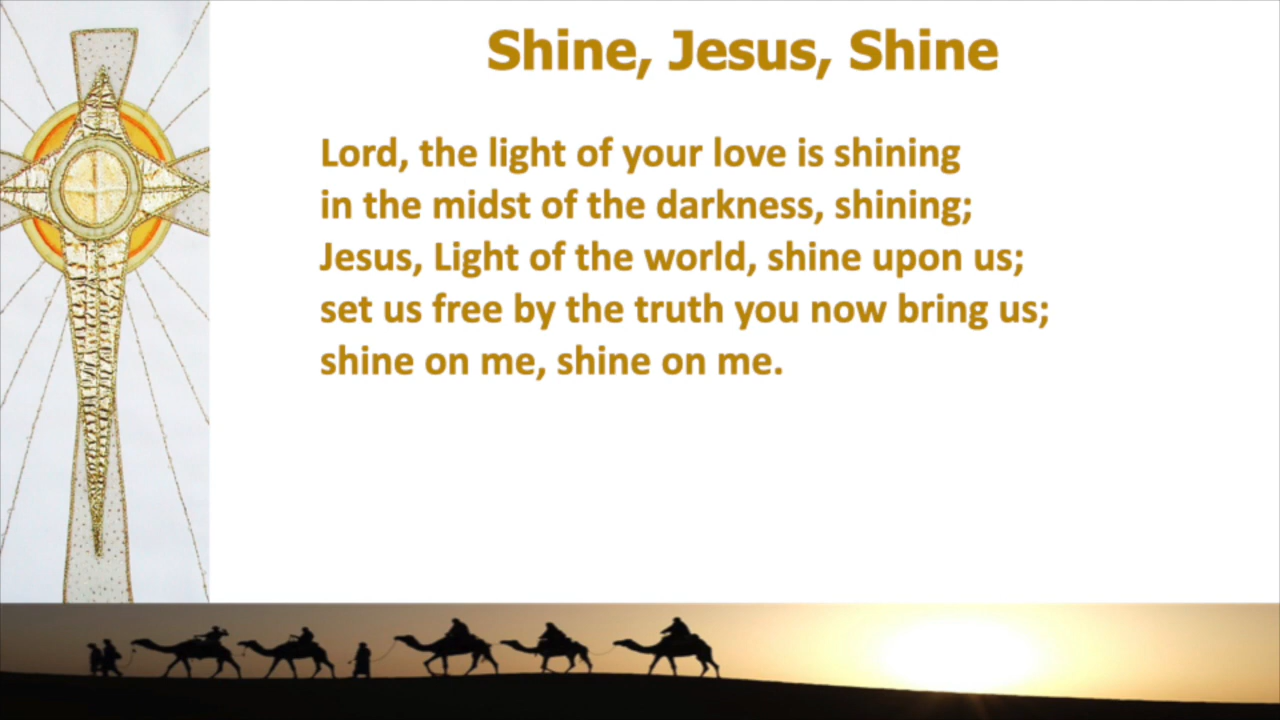 Shine, Jesus, Shine
Lord, the light of your love is shining
in the midst of the darkness, shining;
Jesus, Light of the world, shine upon us;
set us free by the truth you now bring us;
shine on me, shine on me.